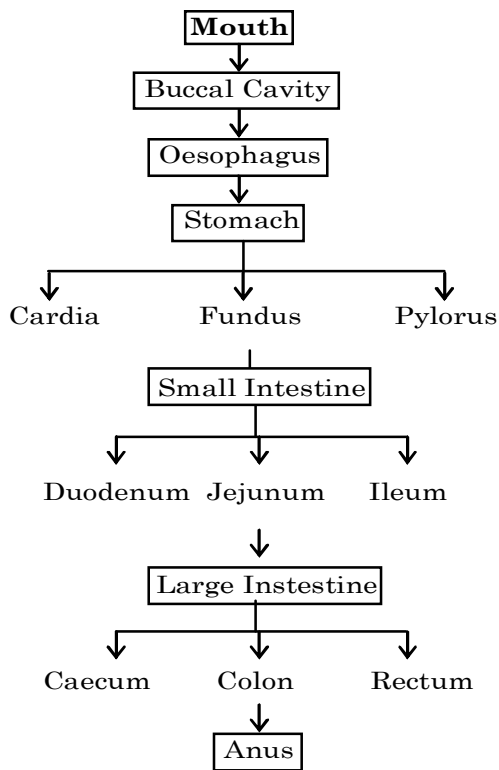 Mouth
Buccal Cavity
Oesophagus
Stomach
Cardia Fundus Pylorus
Small Intestine
Duodenum Jejunum Ileum
Large Instestine
Caecum Colon Rectum
Anus